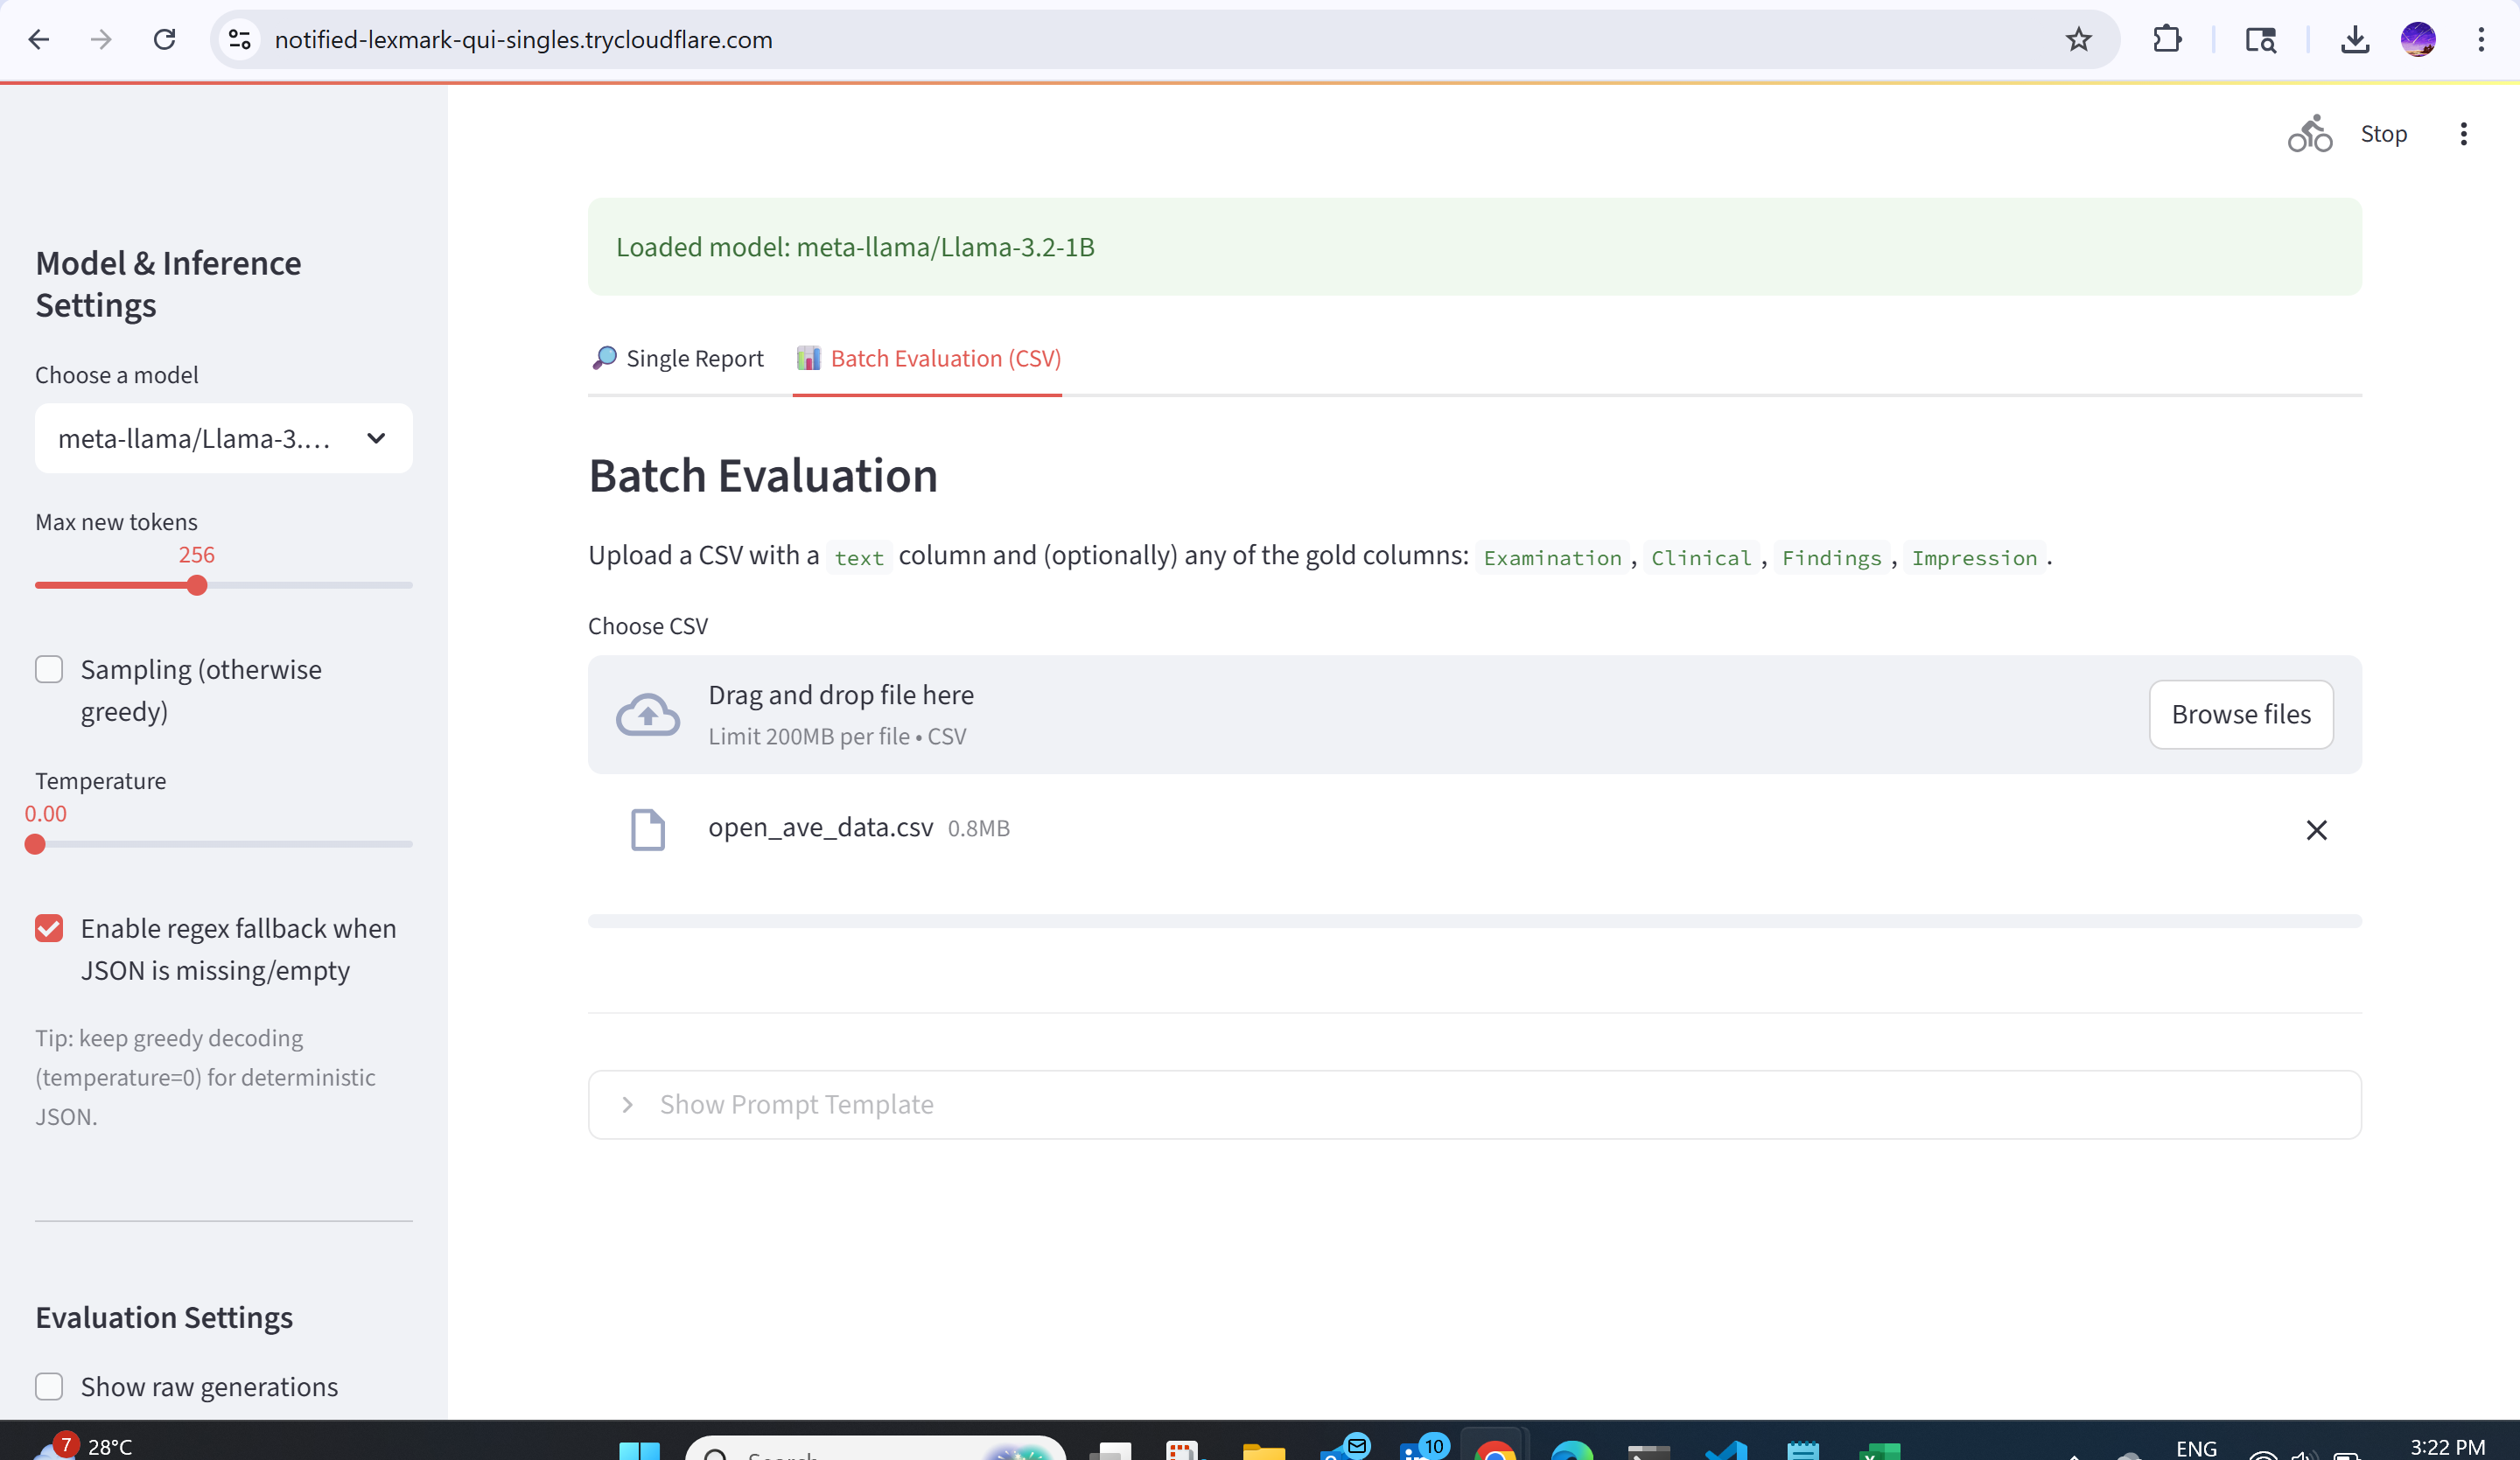 notified-lexmark-qui-singles.trycloudflare.com
Stop
Model & Inference
Settings
Choose a model
meta-llama/Llama-3....
Max new tokens
256
Sampling (otherwise
greedy)
Temperature
0.00
Enable regex fallback when
JSON is missing/empty
Tip: keep greedy decoding
(temperature=0) for deterministic
JSON.
Evaluation Settings
Show raw generations
Loaded model: meta-llama/Llama-3.2-1B
Single Report
Batch Evaluation (CSV)
Batch Evaluation
Upload a CSV with a text column and (optionally) any of the gold columns: Examination , Clinical , Findings , Impression .
Choose CSV
Drag and drop file here
Limit 200MB per file • CSV
Browse files
open_ave_data.csv 0.8MB
Show Prompt Template
7
28°C
Search
10
ENG
3:22 PM